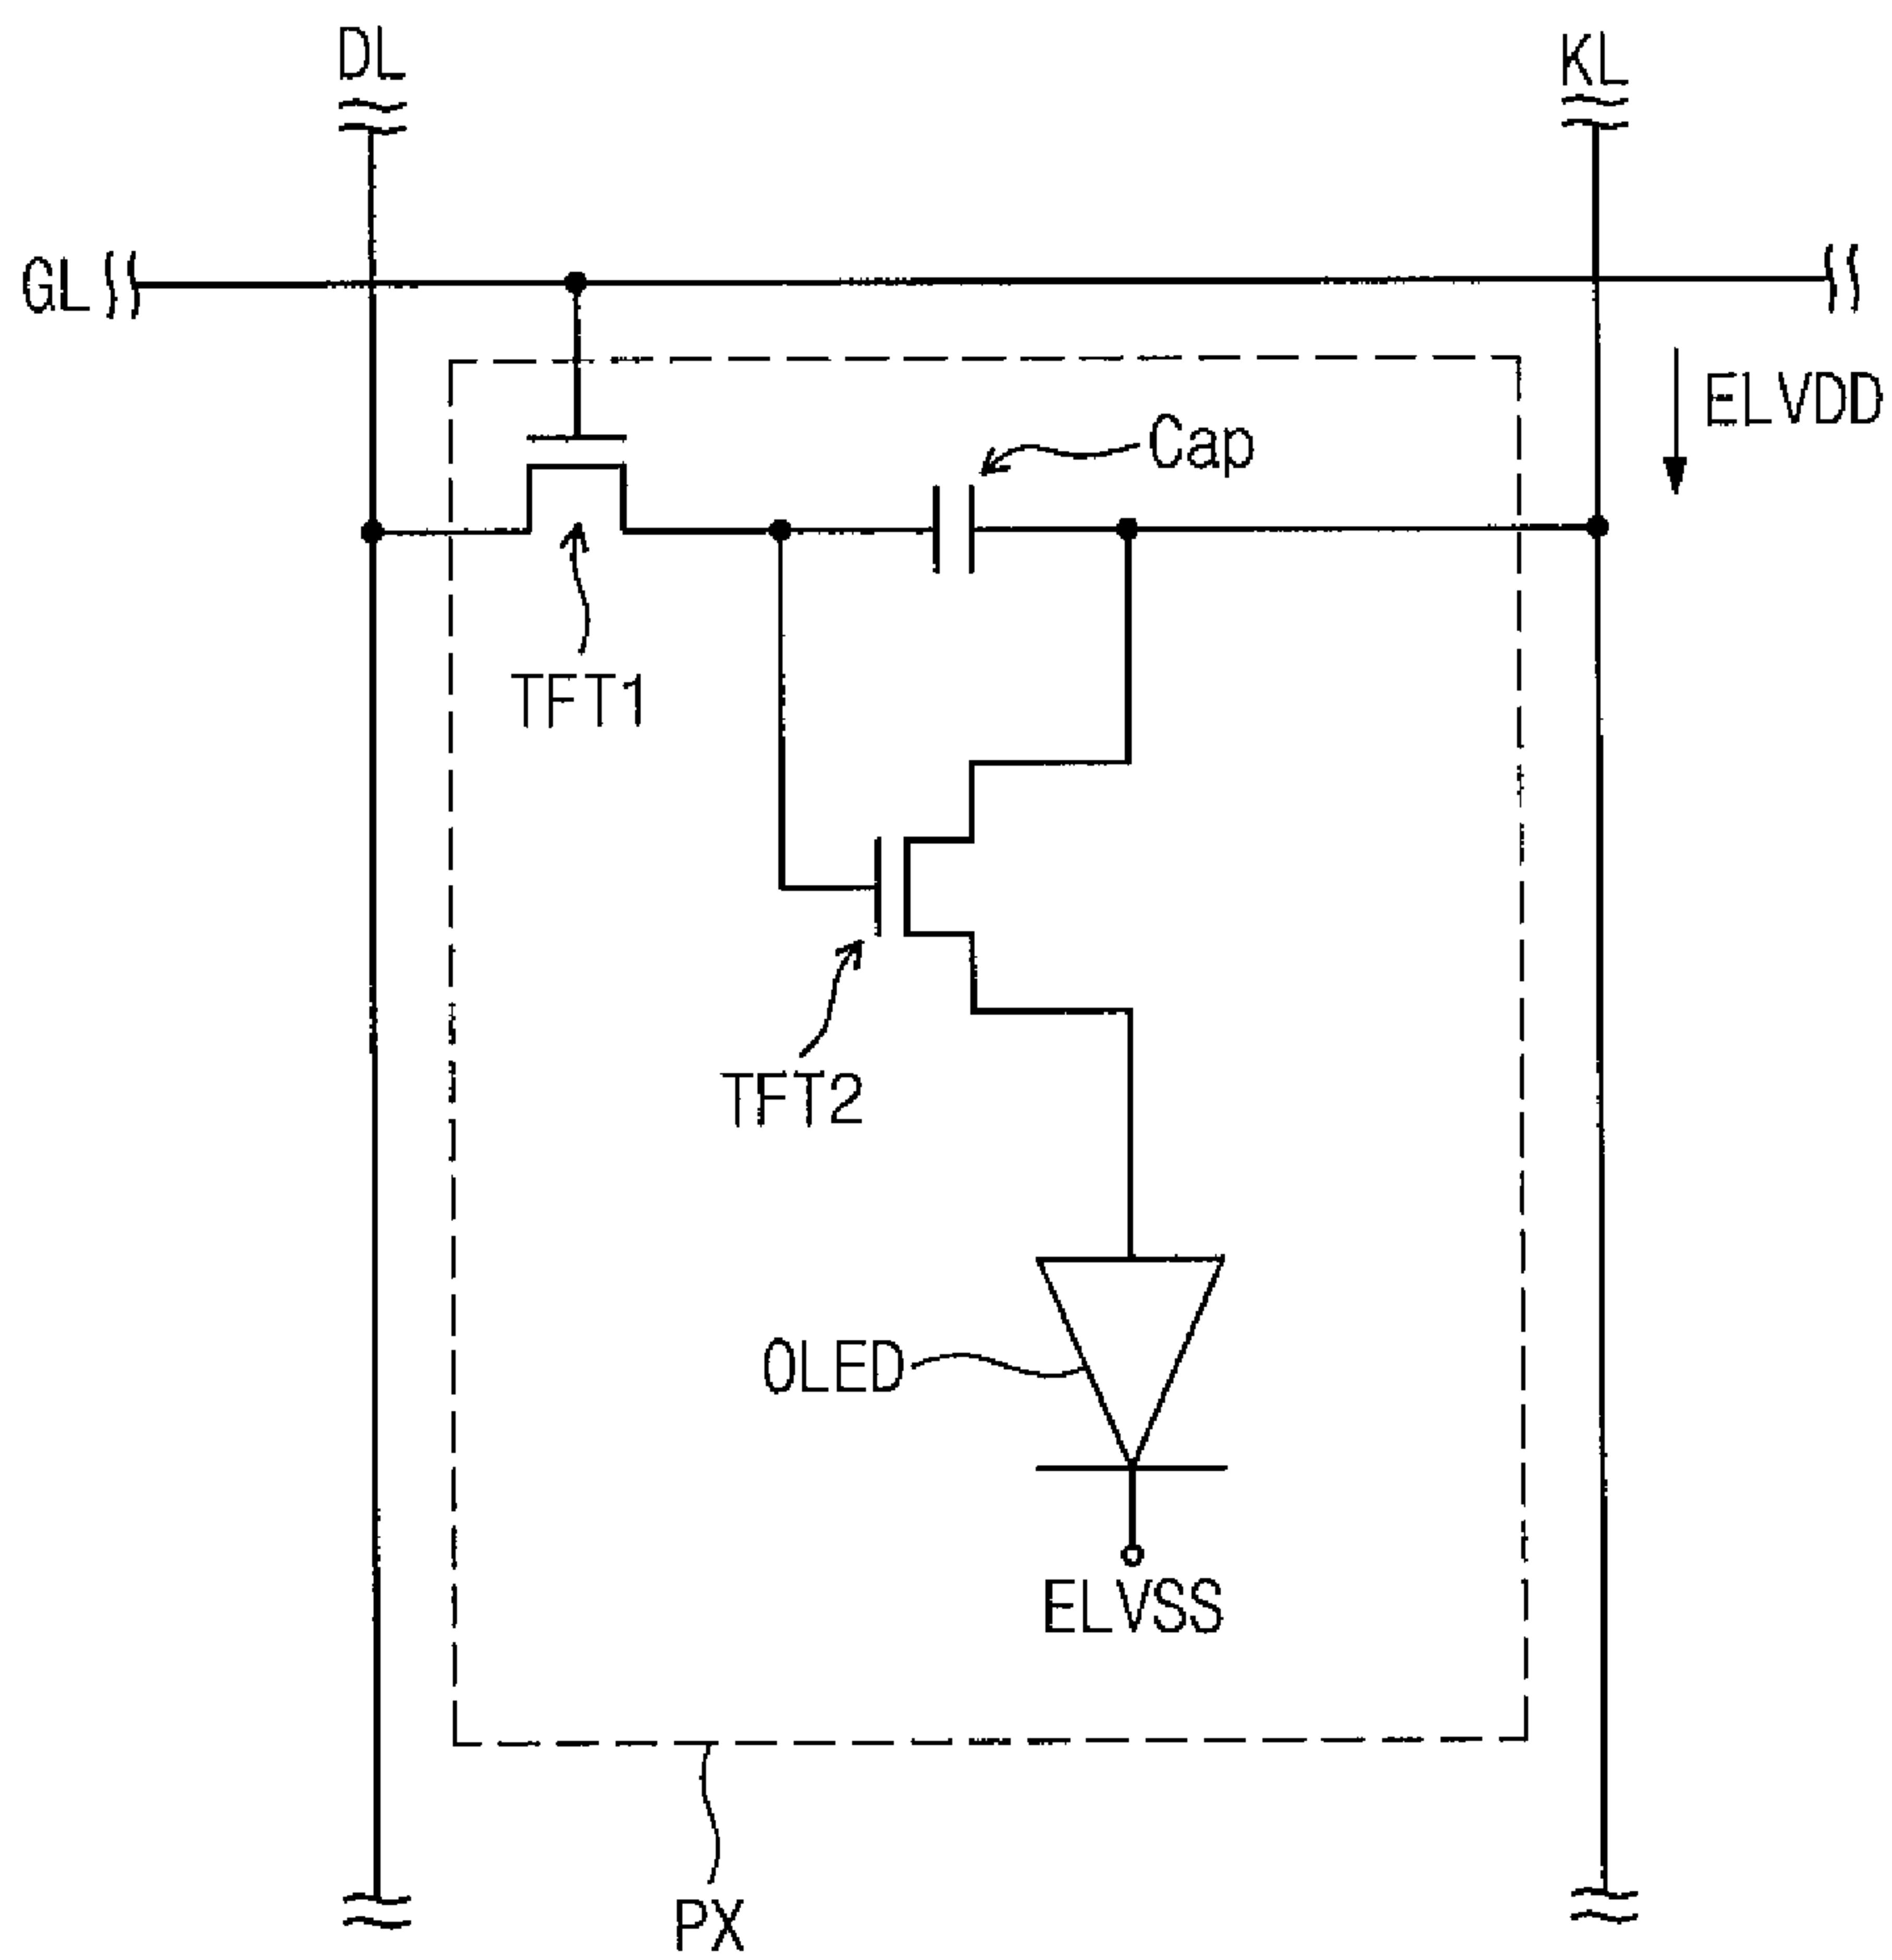 DL
KL
GL
ELVDD
Cap
TFT1
TFT2
OLED
ELVSS
PX